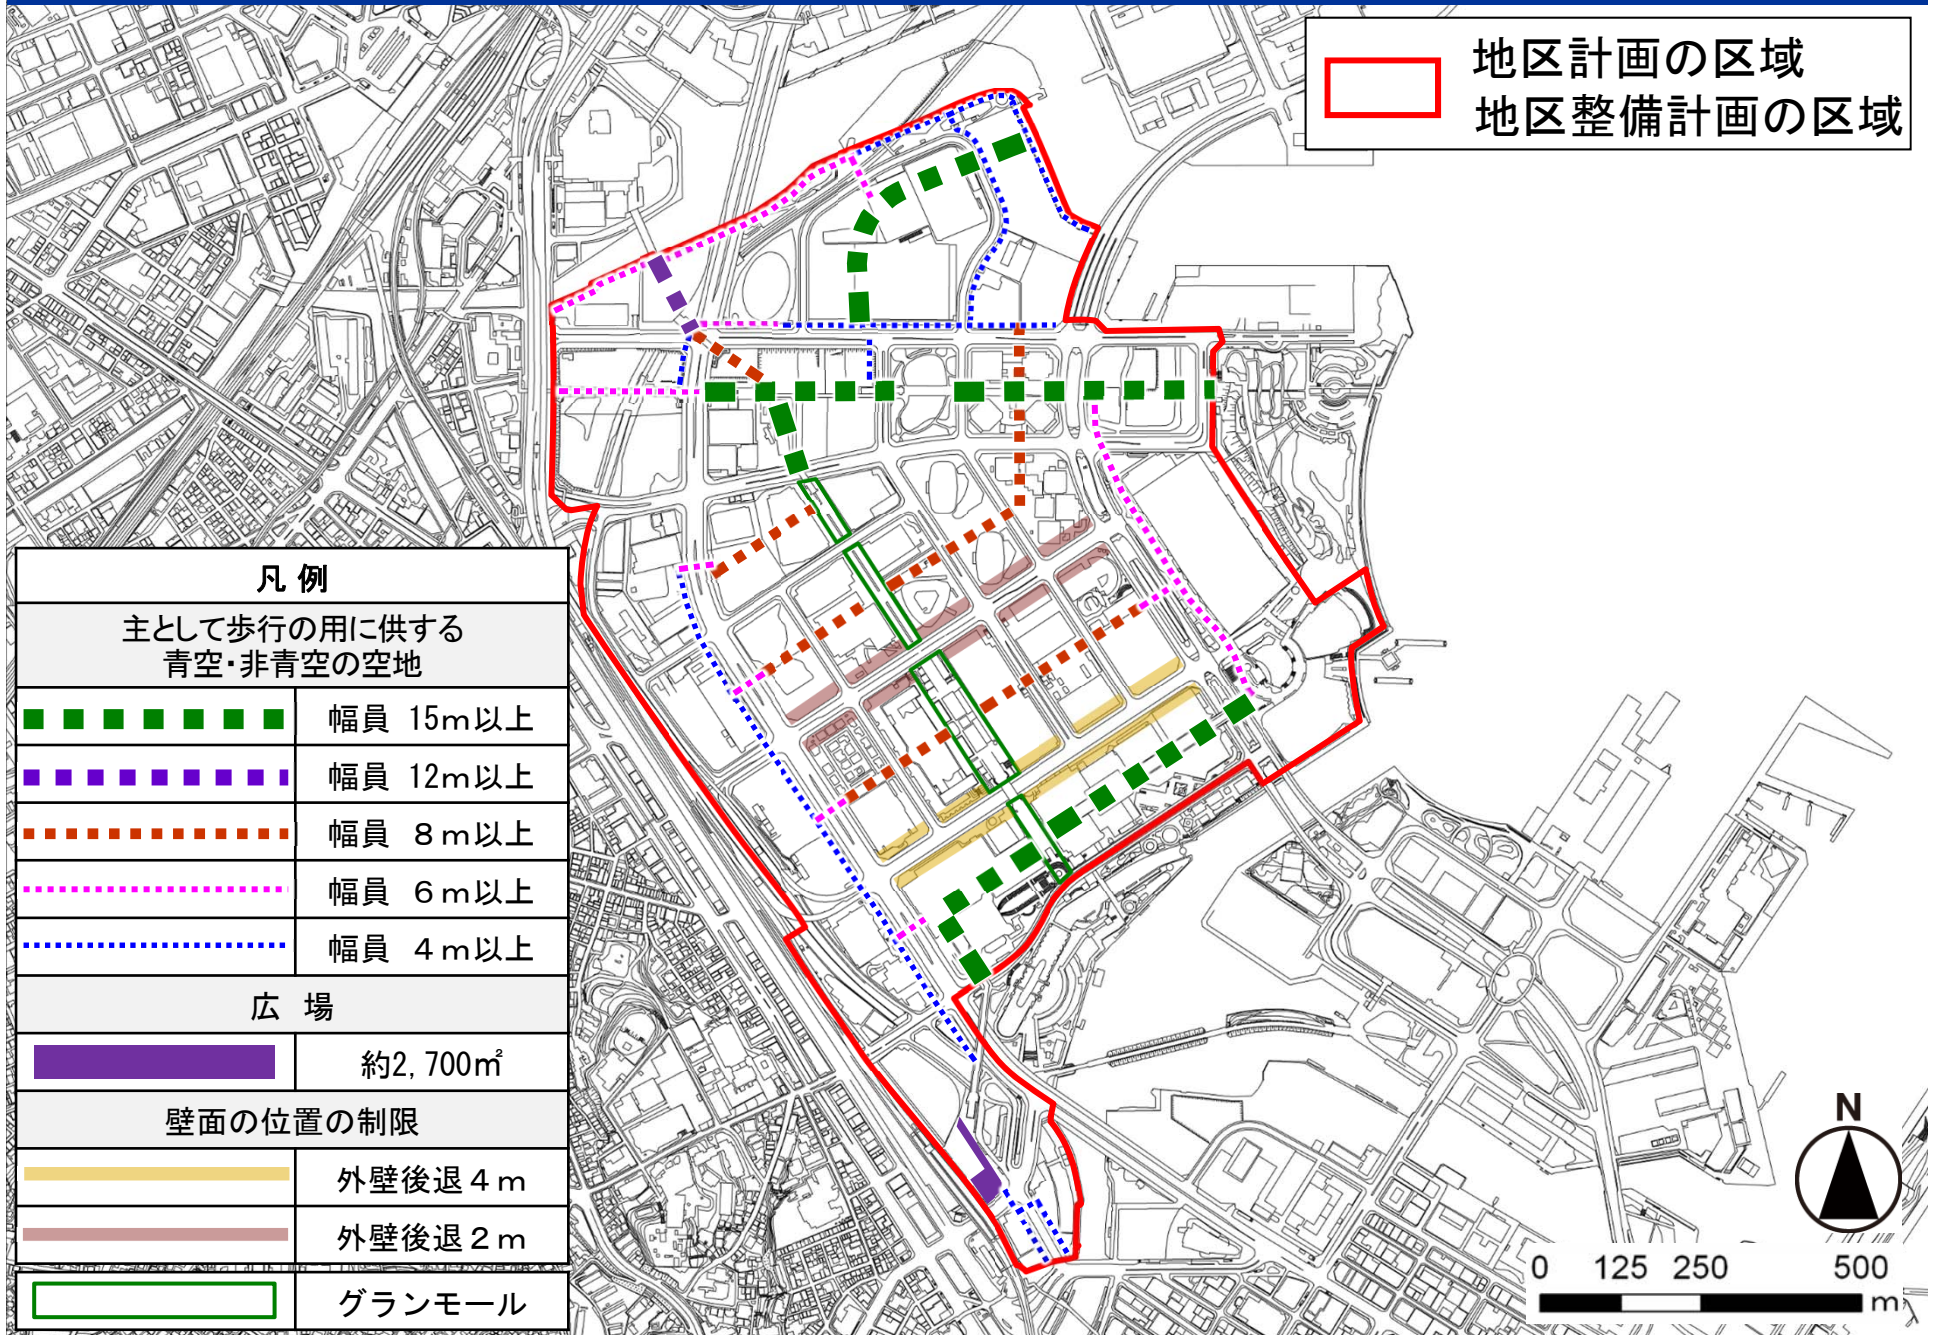 地区計画の区域
地区整備計画の区域
凡 例
主として歩行の用に供する
青空・非青空の空地
幅員 15ｍ以上
幅員 12ｍ以上
幅員 ８ｍ以上
幅員 ６ｍ以上
幅員 ４ｍ以上
広 場
約2,700㎡
壁面の位置の制限
外壁後退４ｍ
外壁後退２ｍ
グランモール
N
0 125 250 500
m